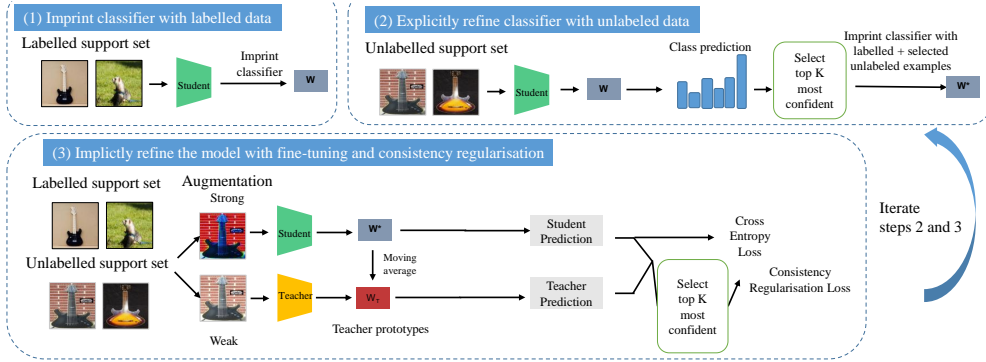 (1) Imprint classifier with labelled data
Labelled support set
Student
Imprint
classifier
W
(2) Explicitly refine classifier with unlabeled data
Unlabelled support set
Student
W
Class prediction
Select
top K
most
confident
Imprint classifier with
labelled + selected
unlabeled examples
W*
(3) Implictly refine the model with fine-tuning and consistency regularisation
Labelled support set
Unlabelled support set
Augmentation
Strong
Weak
Student
W*
Moving
average
Teacher
W_T
Teacher prototypes
Student
Prediction
Teacher
Prediction
Select
top K
most
confident
Cross
Entropy
Loss
Consistency
Regularisation Loss
Iterate
steps 2 and 3